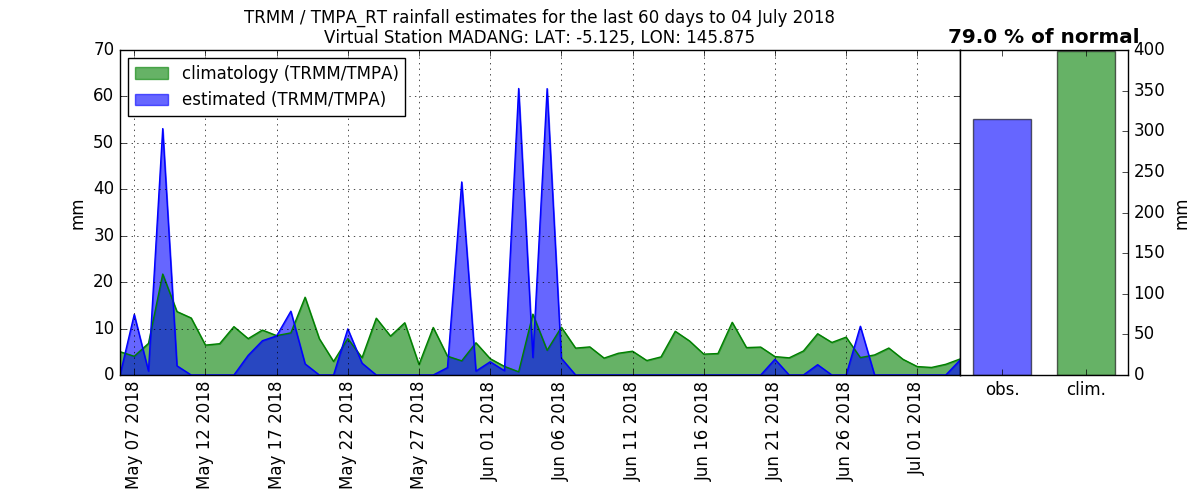 TRMM / TMPA_RT rainfall estimates for the last 60 days to 04 July 2018
Virtual Station MADANG: LAT: -5.125, LON: 145.875
79.0 % of normal
climatology (TRMM/TMPA)
estimated (TRMM/TMPA)
70
60
50
40
30
20
10
0
mm
May 07 2018
May 12 2018
May 17 2018
May 22 2018
May 27 2018
Jun 01 2018
Jun 06 2018
Jun 11 2018
Jun 16 2018
Jun 21 2018
Jun 26 2018
Jul 01 2018
obs.
clim.
400
350
300
250
200
150
100
50
0
mm